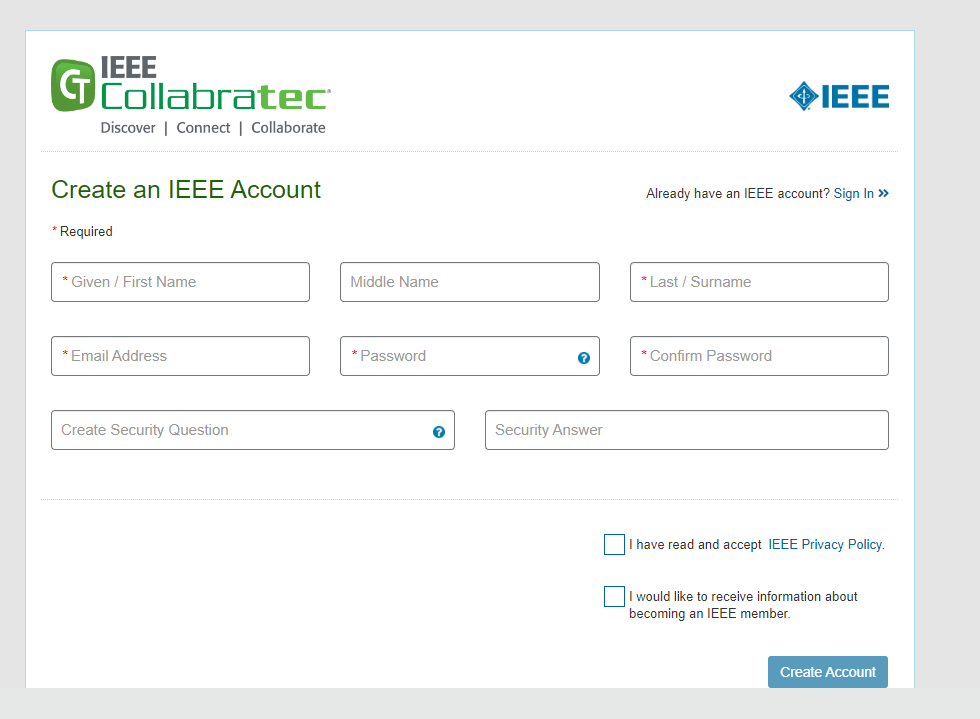 IEEE
Collabratec®
Discover | Connect | Collaborate
IEEE
Create an IEEE Account
Already have an IEEE account? Sign In »
* Required
* Given / First Name
Middle Name
* Last / Surname
* Email Address
* Password
* Confirm Password
Create Security Question
Security Answer
I have read and accept IEEE Privacy Policy.
I would like to receive information about
becoming an IEEE member.
Create Account